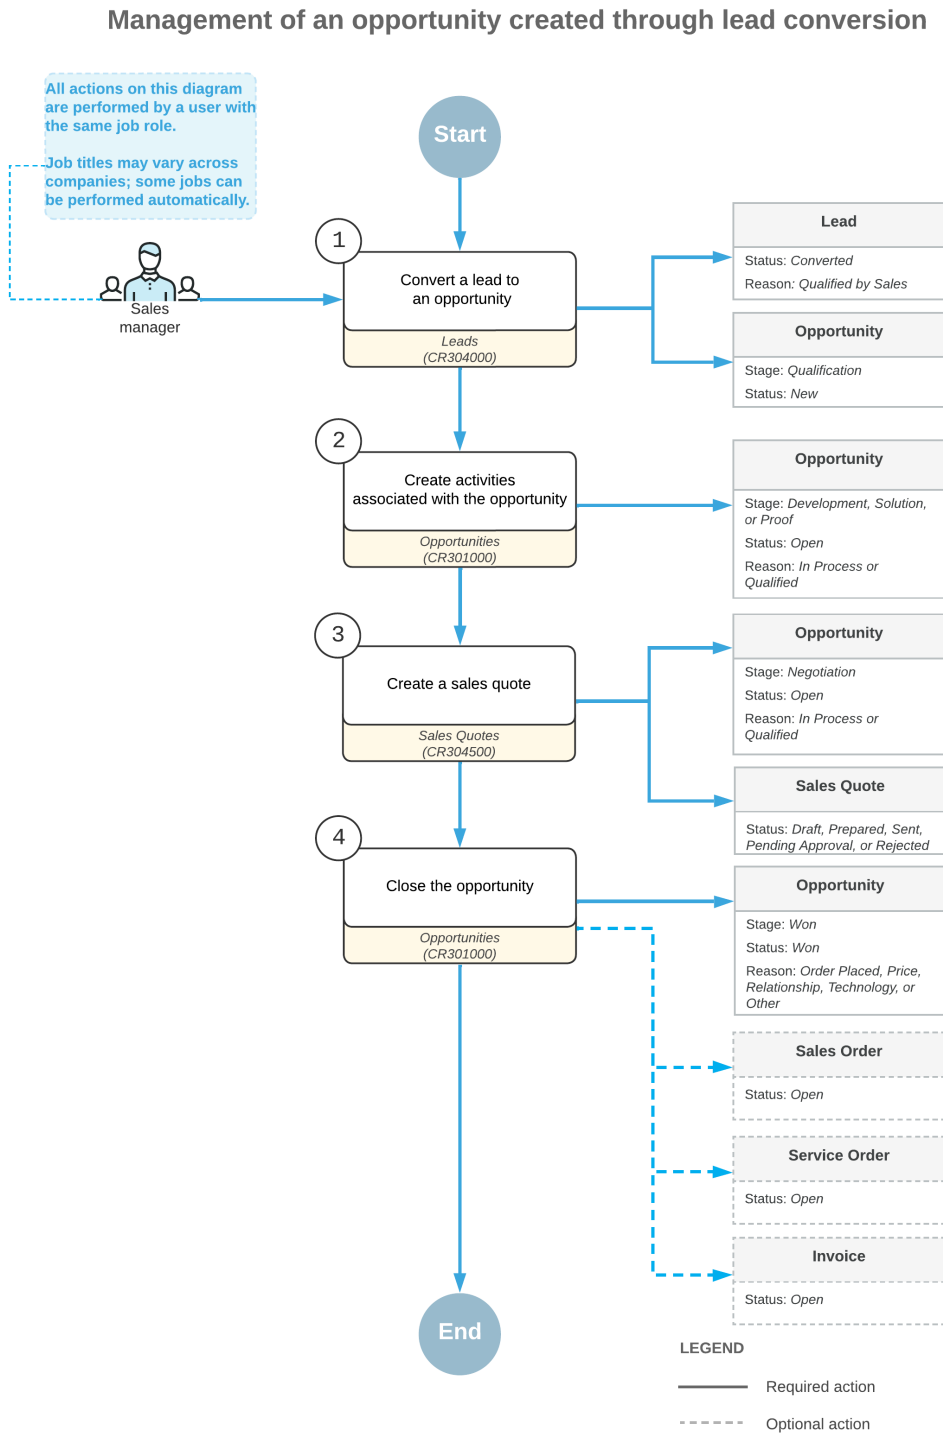 Management of an opportunity created through lead conversion
All actions on this diagram
are performed by a user with
the same job role.
Job titles may vary across
companies; some jobs can
be performed automatically.
Sales
manager
Start
1
Convert a lead to
an opportunity
Leads
(CR304000)
Lead
Status: Converted
Reason: Qualified by Sales
Opportunity
Stage: Qualification
Status: New
2
Create activities
associated with the opportunity
Opportunities
(CR301000)
Opportunity
Stage: Development, Solution,
or Proof
Status: Open
Reason: In Process or
Qualified
3
Create a sales quote
Sales Quotes
(CR304500)
Opportunity
Stage: Negotiation
Status: Open
Reason: In Process or
Qualified
Sales Quote
Status: Draft, Prepared, Sent,
Pending Approval, or Rejected
4
Close the opportunity
Opportunities
(CR301000)
Opportunity
Stage: Won
Status: Won
Reason: Order Placed, Price,
Relationship, Technology, or
Other
Sales Order
Status: Open
Service Order
Status: Open
Invoice
Status: Open
End
LEGEND
Required action
Optional action